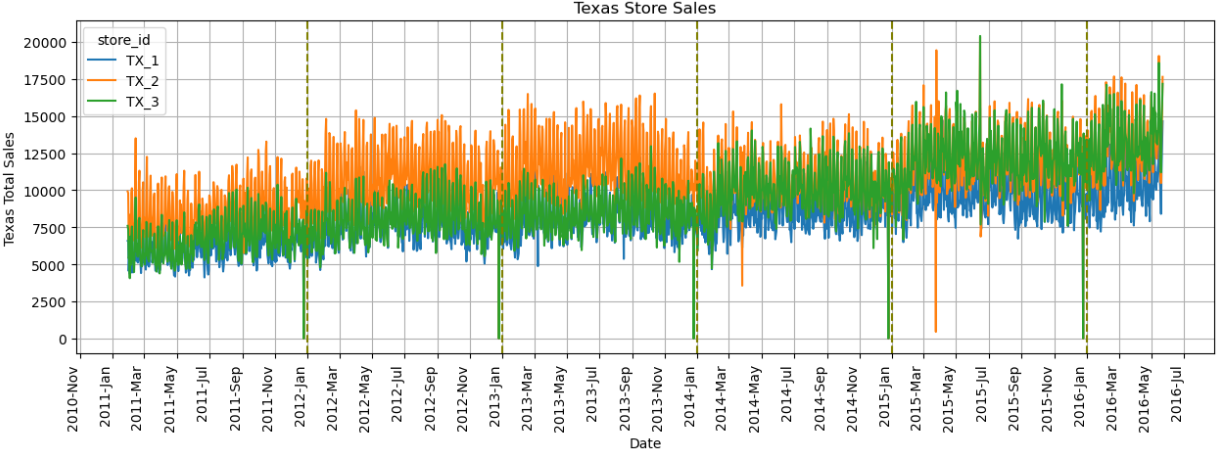 Texas Store Sales
store_id
TX_1
TX_2
TX_3
Texas Total Sales
20000
17500
15000
12500
10000
7500
5000
2500
0
2010-Nov
2011-Jan
2011-Mar
2011-May
2011-Jul
2011-Sep
2011-Nov
2012-Jan
2012-Mar
2012-May
2012-Jul
2012-Sep
2012-Nov
2013-Jan
2013-Mar
2013-May
2013-Jul
2013-Sep
2013-Nov
2014-Jan
2014-Mar
2014-May
2014-Jul
2014-Sep
2014-Nov
2015-Jan
2015-Mar
2015-May
2015-Jul
2015-Sep
2015-Nov
2016-Jan
2016-Mar
2016-May
2016-Jul
Date